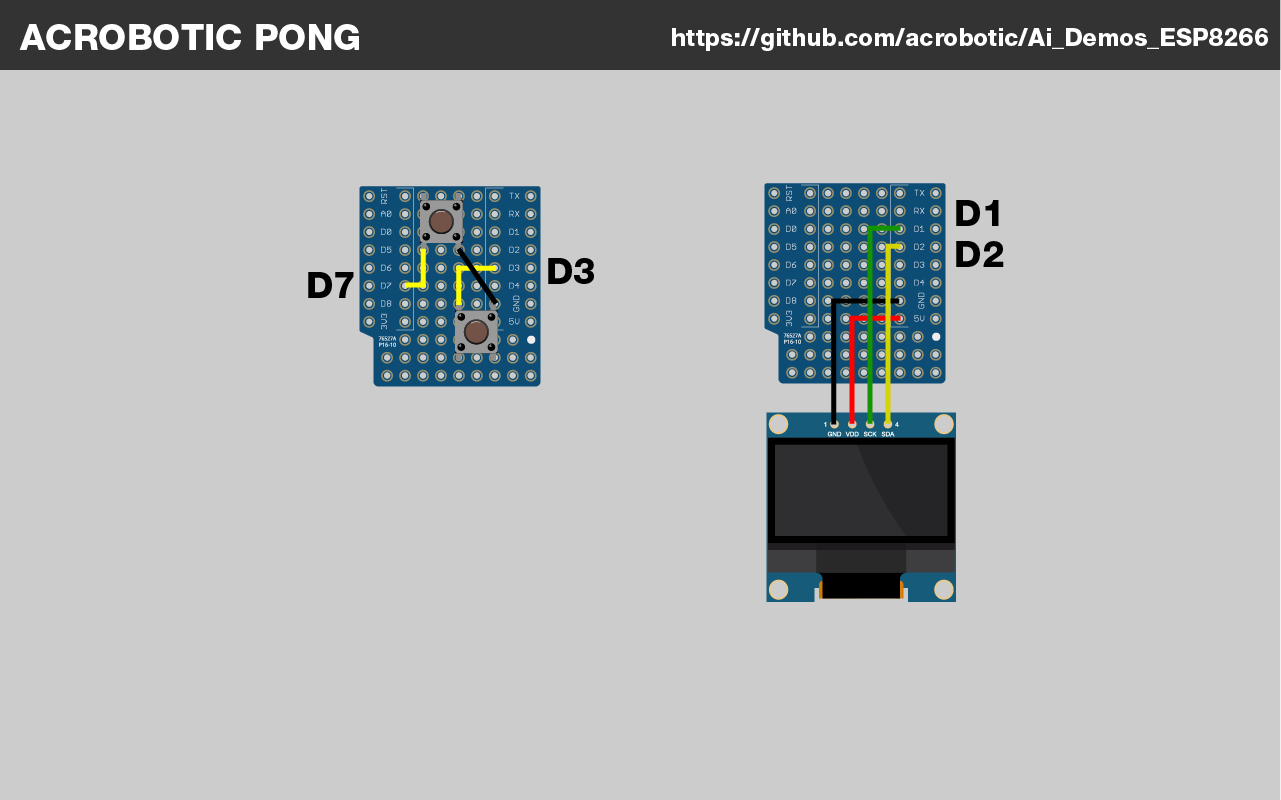 ACROBOTIC PONG
https://github.com/acrobotic/Ai_Demos_ESP8266
RST
TX
A0
RX
D0
D1
D5
D2
D6
D3
D7
D4
D8
GND
3V3
5V
76527A
P16-10
D7
D3
RST
TX
A0
RX
D0
D1
D5
D2
D6
D3
D7
D4
D8
GND
3V3
5V
76527A
P16-10
D1
D2
1 4
GND VDD SCK SDA